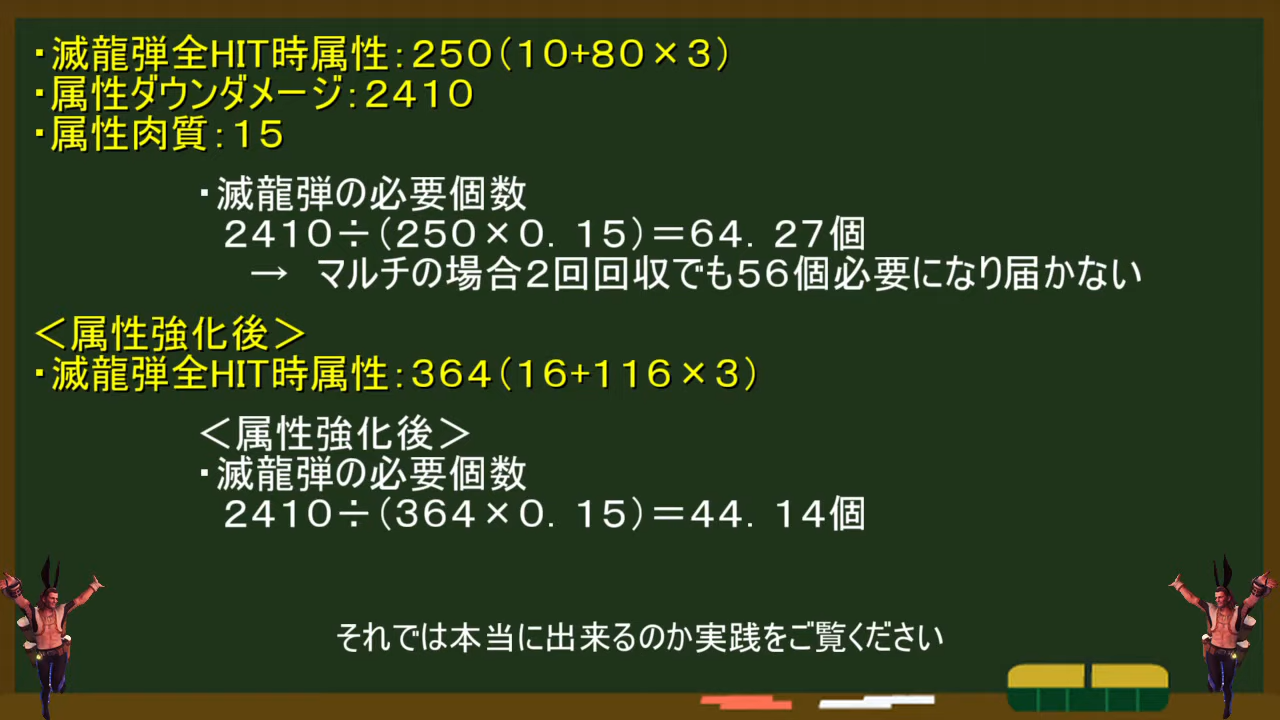 ・滅龍弾全HIT時属性：２５０（１０+８０×３）
・属性ダウンダメージ：２４１０
・属性肉質：１５
・滅龍弾の必要個数
２４１０÷（２５０×０．１５）＝６４．２７個
→　マルチの場合２回回収でも５６個必要になり届かない
＜属性強化後＞
・滅龍弾全HIT時属性：３６４（１６+１１６×３）
＜属性強化後＞
・滅龍弾の必要個数
２４１０÷（３６４×０．１５）＝４４．１４個
それでは本当に出来るのか実践をご覧ください